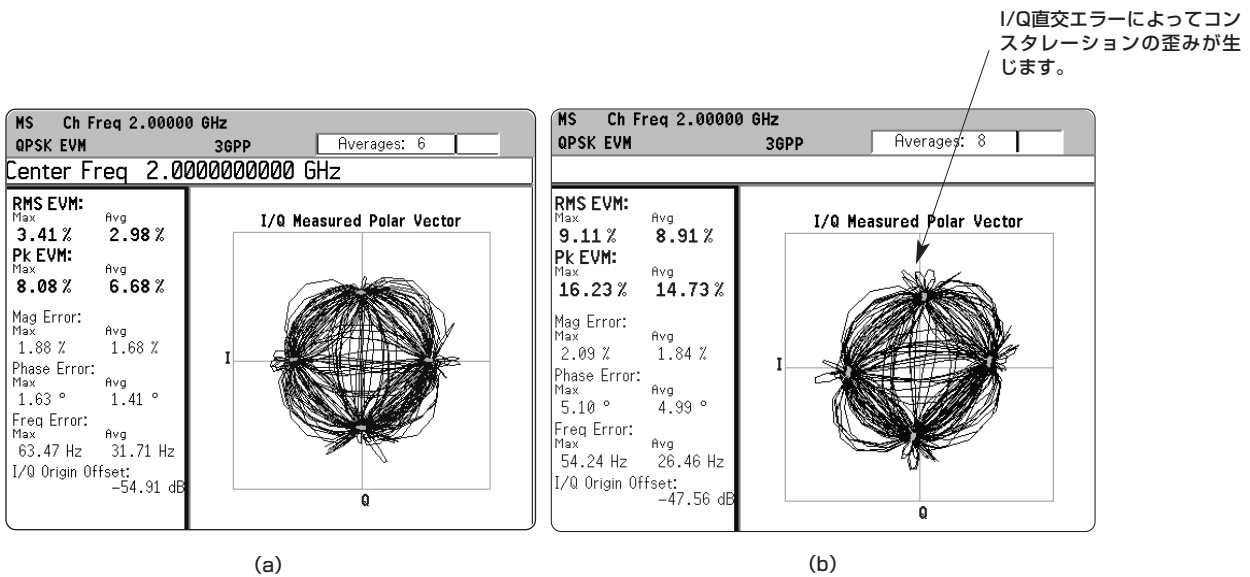 I/Q直交エラーによってコン
スタレーションの歪みが生
じます。
MS Ch Freq 2.00000 GHz
QPSK EVM 3GPP Averages: 6
Center Freq 2.0000000000 GHz
RMS EVM:
Max Avg
3.41 % 2.98 %
Pk EVM:
Max Avg
8.08 % 6.68 %
Mag Error:
Max Avg
1.88 % 1.68 %
Phase Error:
Max Avg
1.63 ° 1.41 °
Freq Error:
Max Avg
63.47 Hz 31.71 Hz
I/Q Origin Offset:
-54.91 dB
I/Q Measured Polar Vector
I
Q
(a)
MS Ch Freq 2.00000 GHz
QPSK EVM 3GPP Averages: 8
RMS EVM:
Max Avg
9.11 % 8.91 %
Pk EVM:
Max Avg
16.23 % 14.73 %
Mag Error:
Max Avg
2.09 % 1.84 %
Phase Error:
Max Avg
5.10 ° 4.99 °
Freq Error:
Max Avg
54.24 Hz 26.46 Hz
I/Q Origin Offset:
-47.56 dB
I/Q Measured Polar Vector
I
Q
(b)